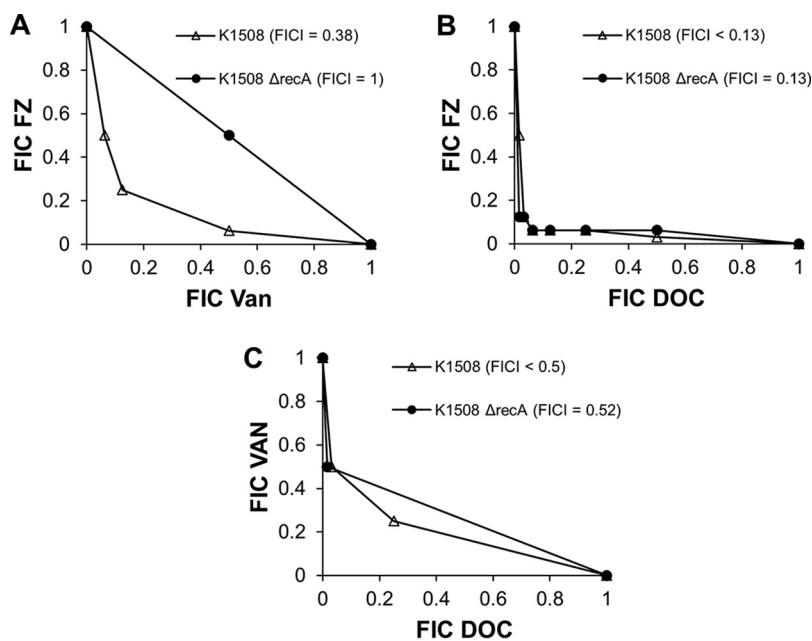 A
K1508 (FICI = 0.38)
K1508 ΔrecA (FICI = 1)
FIC FZ
1
0.8
0.6
0.4
0.2
0
0 0.2 0.4 0.6 0.8 1
FIC Van
B
K1508 (FICI < 0.13)
K1508 ΔrecA (FICI = 0.13)
FIC FZ
1
0.8
0.6
0.4
0.2
0
0 0.2 0.4 0.6 0.8 1
FIC DOC
C
K1508 (FICI < 0.5)
K1508 ΔrecA (FICI = 0.52)
FIC VAN
1
0.8
0.6
0.4
0.2
0
0 0.2 0.4 0.6 0.8 1
FIC DOC